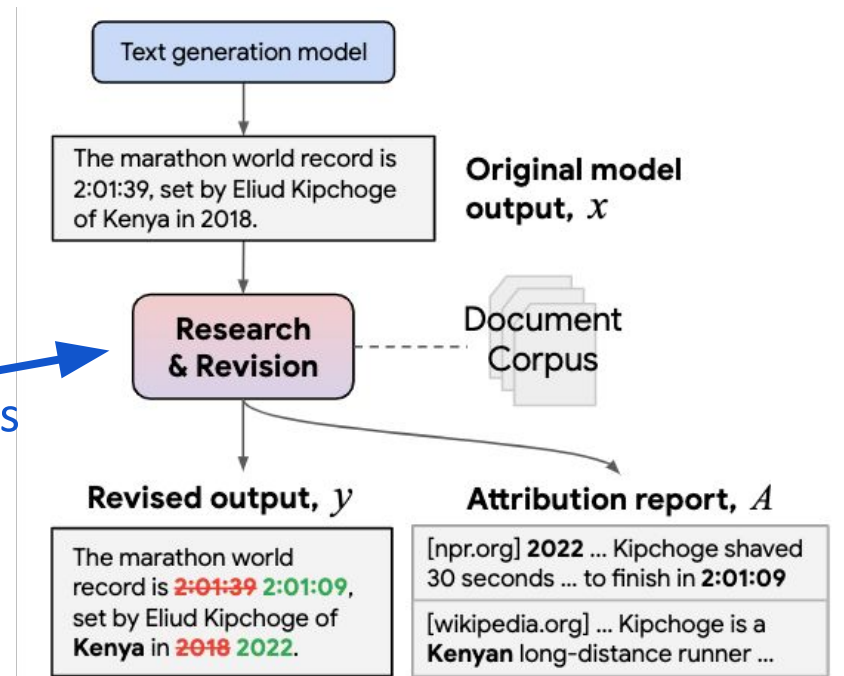 Text generation model
The marathon world record is
2:01:39, set by Eliud Kipchoge
of Kenya in 2018.
Original model
output, x
Research
& Revision
Document
Corpus
s
Revised output, y
The marathon world
record is 2:01:39 2:01:09,
set by Eliud Kipchoge of
Kenya in 2018 2022.
Attribution report, A
[npr.org] 2022 ... Kipchoge shaved
30 seconds ... to finish in 2:01:09
[wikipedia.org] ... Kipchoge is a
Kenyan long-distance runner ...